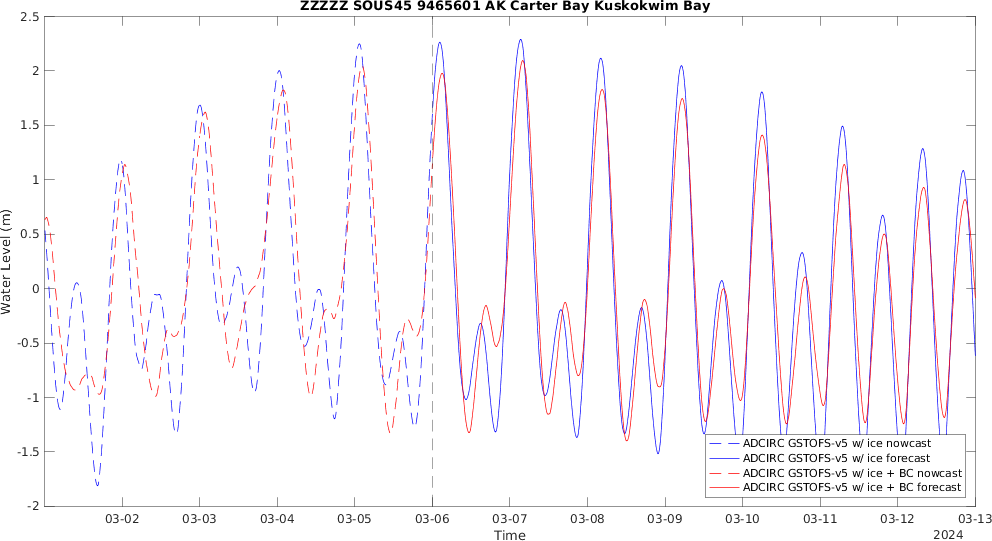 ZZZZZ SOUS45 9465601 AK Carter Bay Kuskokwim Bay
2.5
2
1.5
1
0.5
0
-0.5
-1
-1.5
-2
Water Level (m)
03-02 03-03 03-04 03-05 03-06 03-07 03-08 03-09 03-10 03-11 03-12 03-13
Time
2024
ADCIRC GSTOFS-v5 w/ ice nowcast
ADCIRC GSTOFS-v5 w/ ice forecast
ADCIRC GSTOFS-v5 w/ ice + BC nowcast
ADCIRC GSTOFS-v5 w/ ice + BC forecast